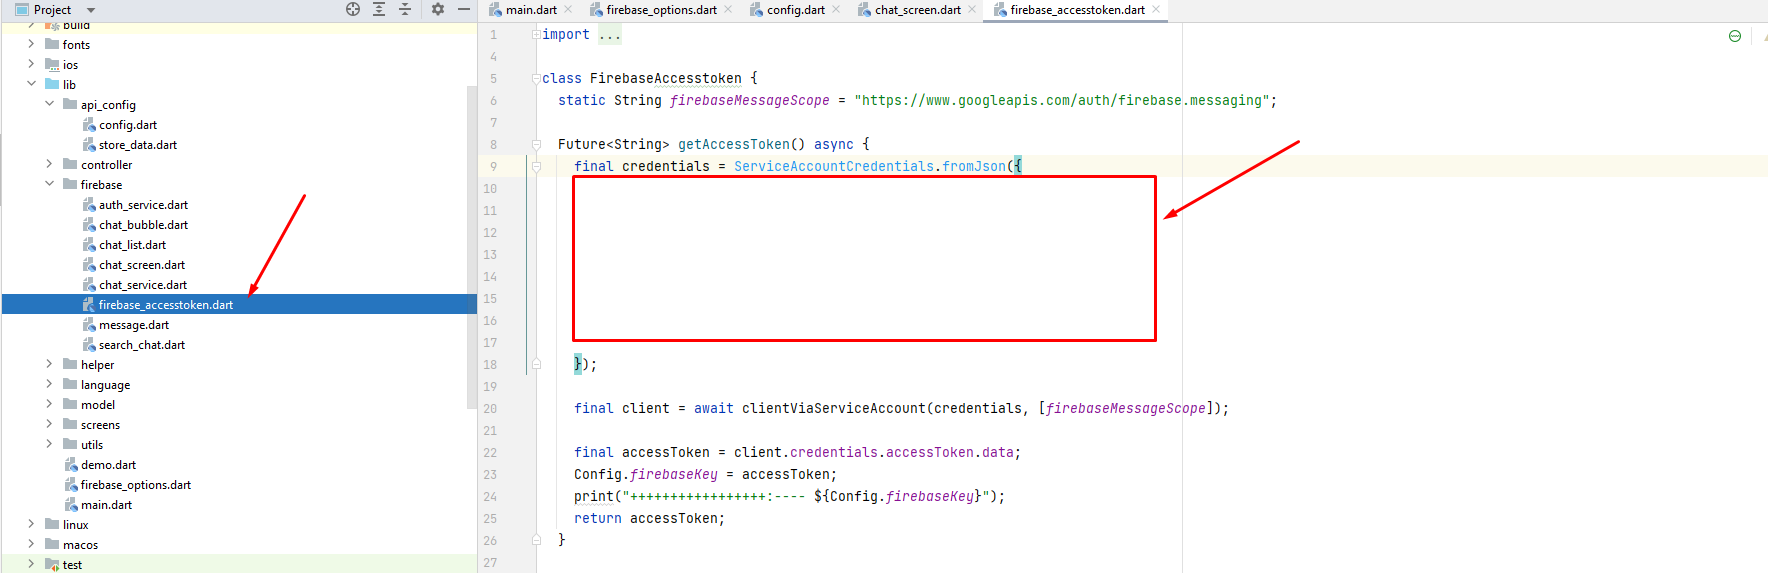 Project
build
fonts
ios
lib
api_config
config.dart
store_data.dart
controller
firebase
auth_service.dart
chat_bubble.dart
chat_list.dart
chat_screen.dart
chat_service.dart
firebase_accesstoken.dart
message.dart
search_chat.dart
helper
language
model
screens
utils
demo.dart
firebase_options.dart
main.dart
linux
macos
test
main.dart firebase_options.dart config.dart chat_screen.dart firebase_accesstoken.dart
1 import ...
4
5 class FirebaseAccesstoken {
6 static String firebaseMessageScope = "https://www.googleapis.com/auth/firebase.messaging";
7
8 Future<String> getAccessToken() async {
9 final credentials = ServiceAccountCredentials.fromJson({
10
11
12
13
14
15
16
17
18 });
19
20 final client = await clientViaServiceAccount(credentials, [firebaseMessageScope]);
21
22 final accessToken = client.credentials.accessToken.data;
23 Config.firebaseKey = accessToken;
24 print("+++++++++++++++++:---- ${Config.firebaseKey}");
25 return accessToken;
26 }
27